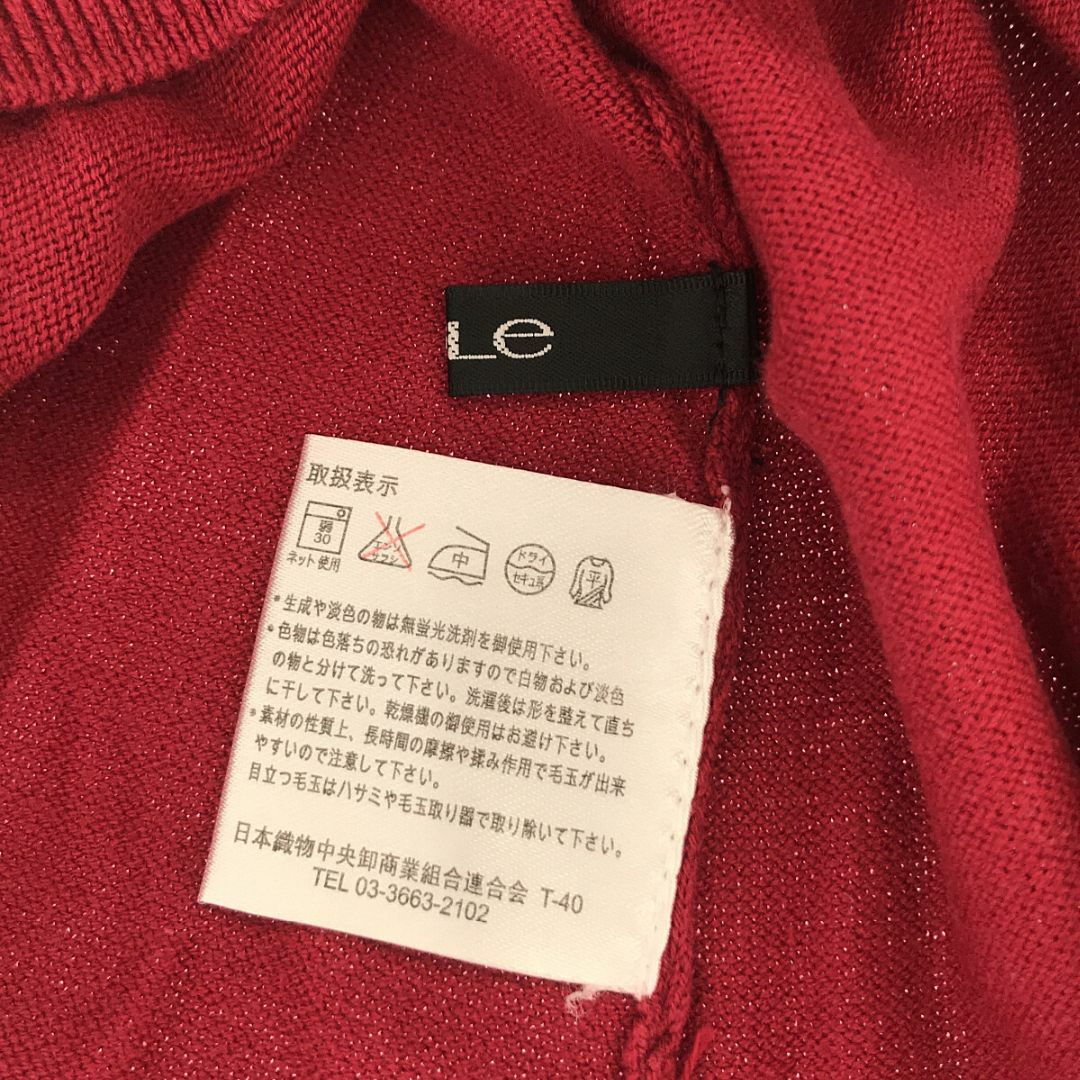 Le
取扱表示
弱
30
ネット使用
エンソ
サラシ
中
ドライ
セキュ系
平
*生成や淡色の物は無蛍光洗剤を御使用下さい。
*色物は色落ちの恐れがありますので白物および淡色
の物と分けて洗って下さい。洗濯後は形を整えて直ち
に干して下さい。乾燥機の御使用はお避け下さい。
*素材の性質上、長時間の摩擦や揉み作用で毛玉が出来
やすいので注意して下さい。
目立つ毛玉はハサミや毛玉取り器で取り除いて下さい。
日本織物中央卸商業組合連合会 T-40
TEL 03-3663-2102